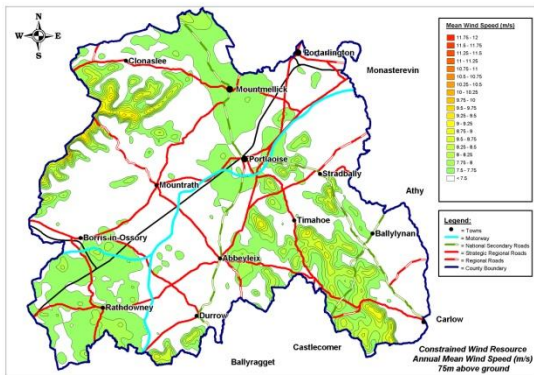 N
W E
S
Clonaslee
Portarlington
Monasterevin
Mountmellick
Portlaoise
Stradbally
Mountrath
Athy
Timahoe
Borris-in-Ossory
Ballylynan
Abbeyleix
Rathdowney
Durrow
Carlow
Castlecomer
Ballyragget
Mean Wind Speed (m/s)
11.75 - 12
11.5 - 11.75
11.25 - 11.5
11 - 11.25
10.75 - 11
10.5 - 10.75
10.25 - 10.5
10 - 10.25
9.75 - 10
9.5 - 9.75
9.25 - 9.5
9 - 9.25
8.75 - 9
8.5 - 8.75
8.25 - 8.5
8 - 8.25
7.75 - 8
7.5 - 7.75
< 7.5
Legend:
= Towns
= Motorway
= National Secondary Roads
= Strategic Regional Roads
= Regional Roads
= County Boundary
Constrained Wind Resource
Annual Mean Wind Speed (m/s)
75m above ground